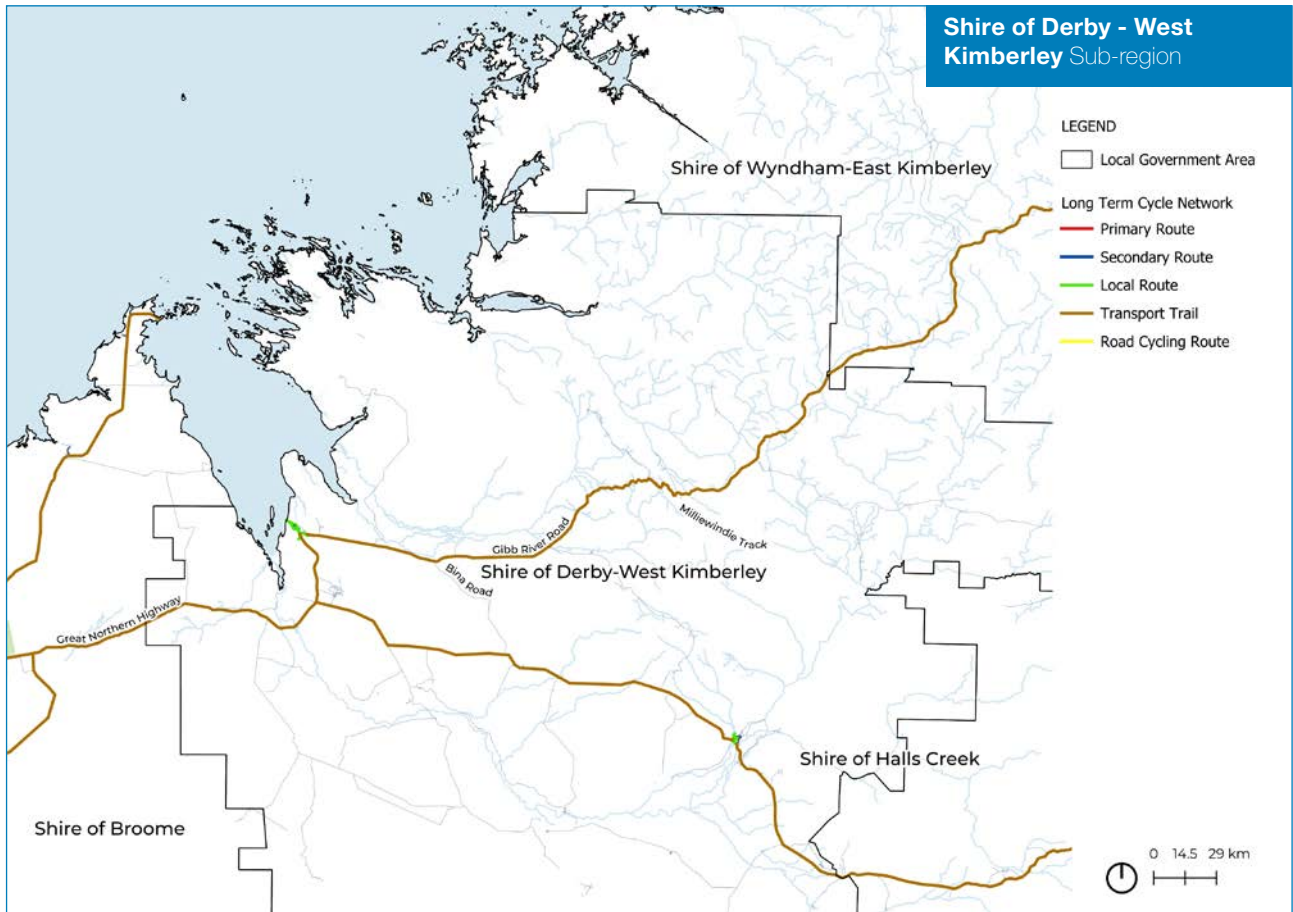 Shire of Derby - West
Kimberley Sub-region
LEGEND
Local Government Area
Long Term Cycle Network
Primary Route
Secondary Route
Local Route
Transport Trail
Road Cycling Route
Shire of Wyndham-East Kimberley
Milliewindie Track
Gibb River Road
Shire of Derby-West Kimberley
Bina Road
Great Northern Highway
Shire of Halls Creek
Shire of Broome
0 14.5 29 km